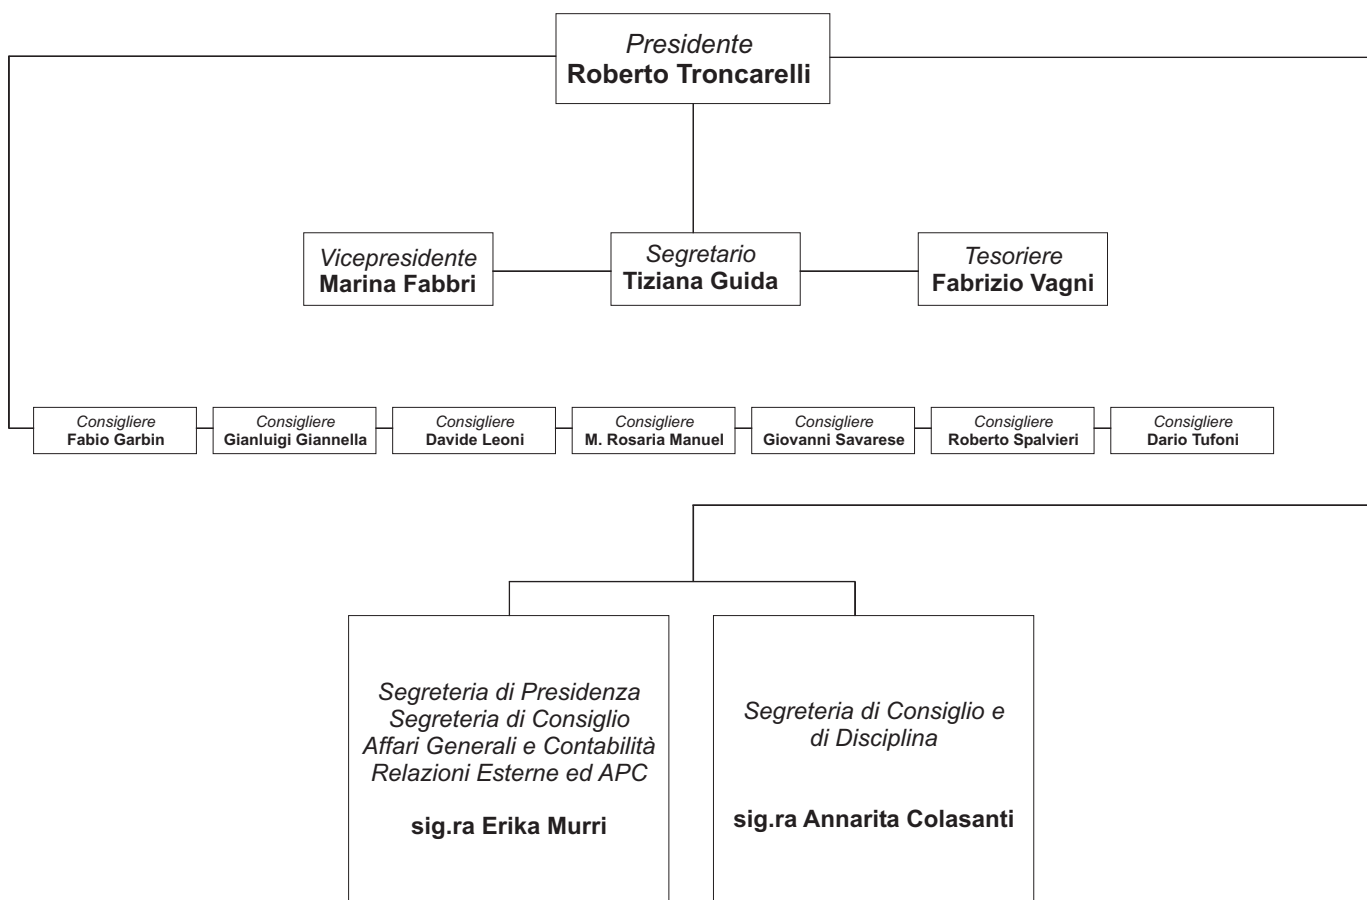 Presidente
Roberto Troncarelli
Vicepresidente
Marina Fabbri
Segretario
Tiziana Guida
Tesoriere
Fabrizio Vagni
Consigliere
Fabio Garbin
Consigliere
Gianluigi Giannella
Consigliere
Davide Leoni
Consigliere
M. Rosaria Manuel
Consigliere
Giovanni Savarese
Consigliere
Roberto Spalvieri
Consigliere
Dario Tufoni
Segreteria di Presidenza
Segreteria di Consiglio
Affari Generali e Contabilità
Relazioni Esterne ed APC
sig.ra Erika Murri
Segreteria di Consiglio e
di Disciplina
sig.ra Annarita Colasanti